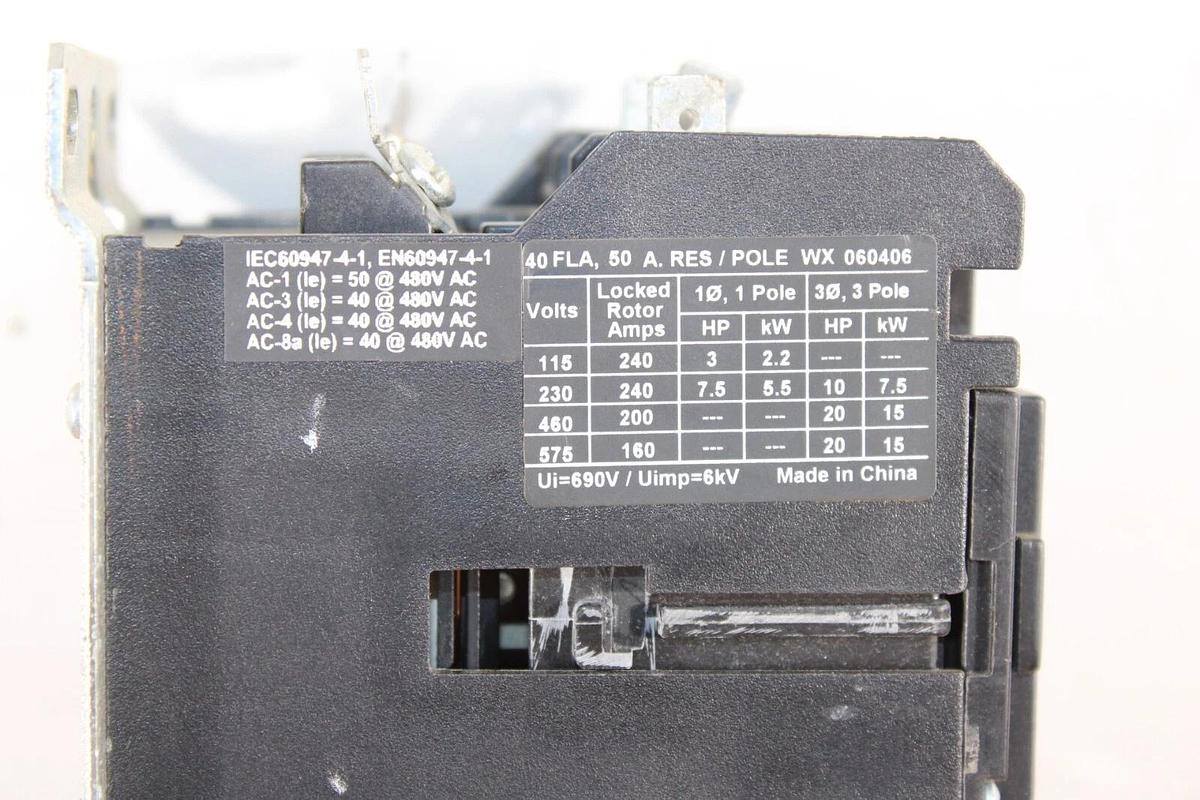 IEC60947-4-1, EN60947-4-1
AC-1 (Ie) = 50 @ 480V AC
AC-3 (Ie) = 40 @ 480V AC
AC-4 (Ie) = 40 @ 480V AC
AC-8a (Ie) = 40 @ 480V AC
40 FLA, 50 A. RES / POLE WX 060406
Volts Locked Rotor Amps 1Ø, 1 Pole 3Ø, 3 Pole
HP kW HP kW
115 240 3 2.2 --- ---
230 240 7.5 5.5 10 7.5
460 200 --- --- 20 15
575 160 --- --- 20 15
Ui=690V / Uimp=6kV Made in China